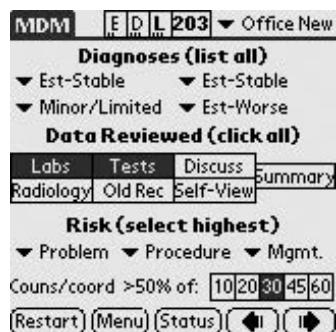 MDM E D L 203 Office New
Diagnoses (list all)
Est-Stable Est-Stable
Minor/Limited Est-Worse
Data Reviewed (click all)
Labs Tests Discuss Summary
Radiology Old Rec Self-View
Risk (select highest)
Problem Procedure Mgmt.
Couns/coord >50% of: 10 20 30 45 60
Restart Menu Status